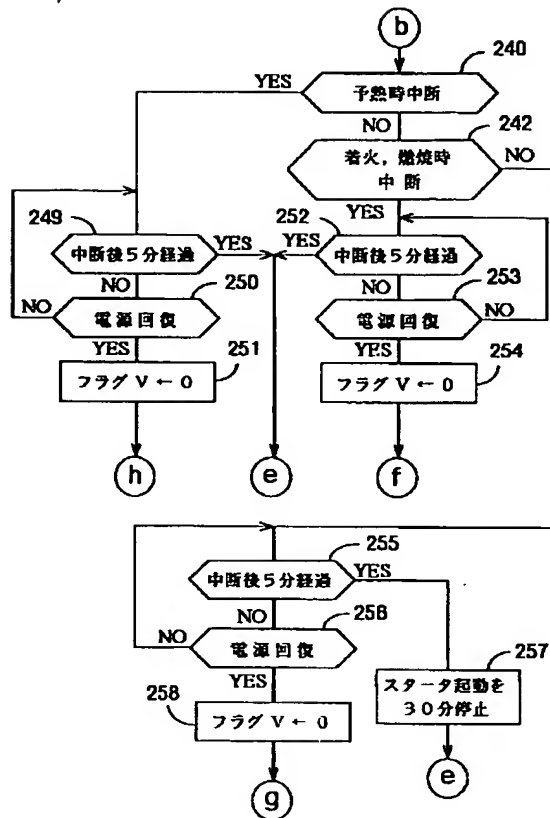 b
240
YES
予熱時中断
NO
242
着火,燃焼時
中断
NO
YES
249
252
中断後5分経過
YES
YES
中断後5分経過
NO
250
NO
253
NO
電源回復
電源回復
NO
YES
251
YES
254
フラグ V ← 0
フラグ V ← 0
h
e
f
255
中断後5分経過
YES
NO
256
NO
電源回復
257
YES
スタータ起動を
30分停止
258
フラグ V ← 0
e
g